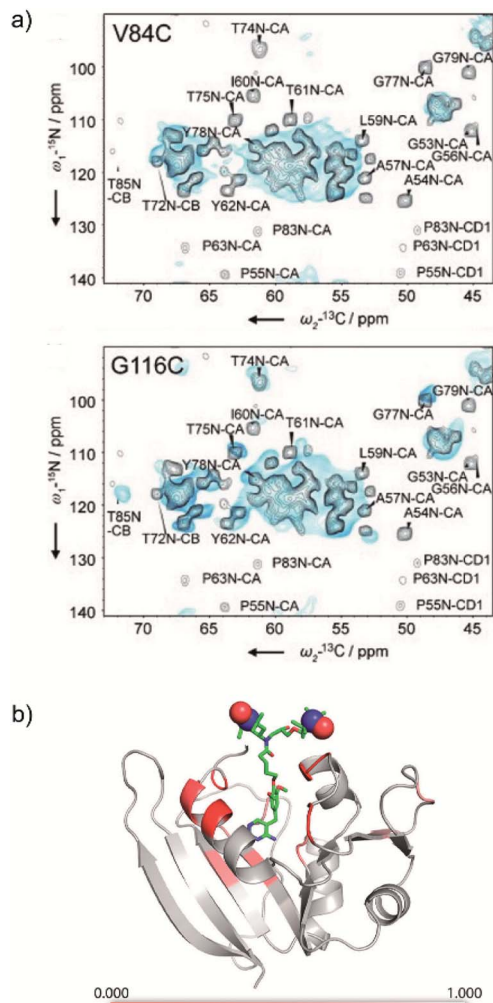 a)
V84C
T74N-CA
I60N-CA
G79N-CA
G77N-CA
T75N-CA
T61N-CA
Y78N-CA
L59N-CA
G53N-CA
G56N-CA
A57N-CA
A54N-CA
T85N
-CB
T72N-CB
Y62N-CA
P83N-CA
P83N-CD1
P63N-CA
P63N-CD1
P55N-CA
P55N-CD1
100
110
120
130
140
ω₁-¹⁵N / ppm
70 65 60 55 50 45
ω₂-¹³C / ppm
G116C
T74N-CA
I60N-CA
G79N-CA
G77N-CA
T75N-CA
T61N-CA
Y78N-CA
L59N-CA
G53N-CA
G56N-CA
A57N-CA
A54N-CA
T85N
-CB
T72N-CB
Y62N-CA
P83N-CA
P83N-CD1
P63N-CA
P63N-CD1
P55N-CA
P55N-CD1
100
110
120
130
140
ω₁-¹⁵N / ppm
70 65 60 55 50 45
ω₂-¹³C / ppm
b)
0.000 1.000